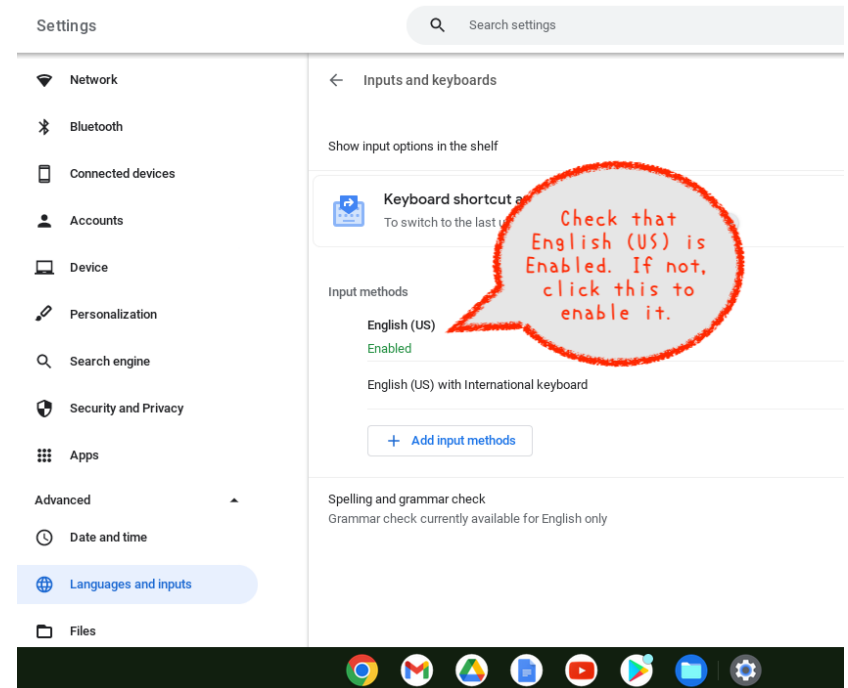 Settings
Search settings
Network
Bluetooth
Connected devices
Accounts
Device
Personalization
Search engine
Security and Privacy
Apps
Advanced
Date and time
Languages and inputs
Files
Inputs and keyboards
Show input options in the shelf
Keyboard shortcut
To switch to the last
Check that
English (US) is
Enabled. If not,
click this to
enable it.
Input methods
English (US)
Enabled
English (US) with International keyboard
+ Add input methods
Spelling and grammar check
Grammar check currently available for English only